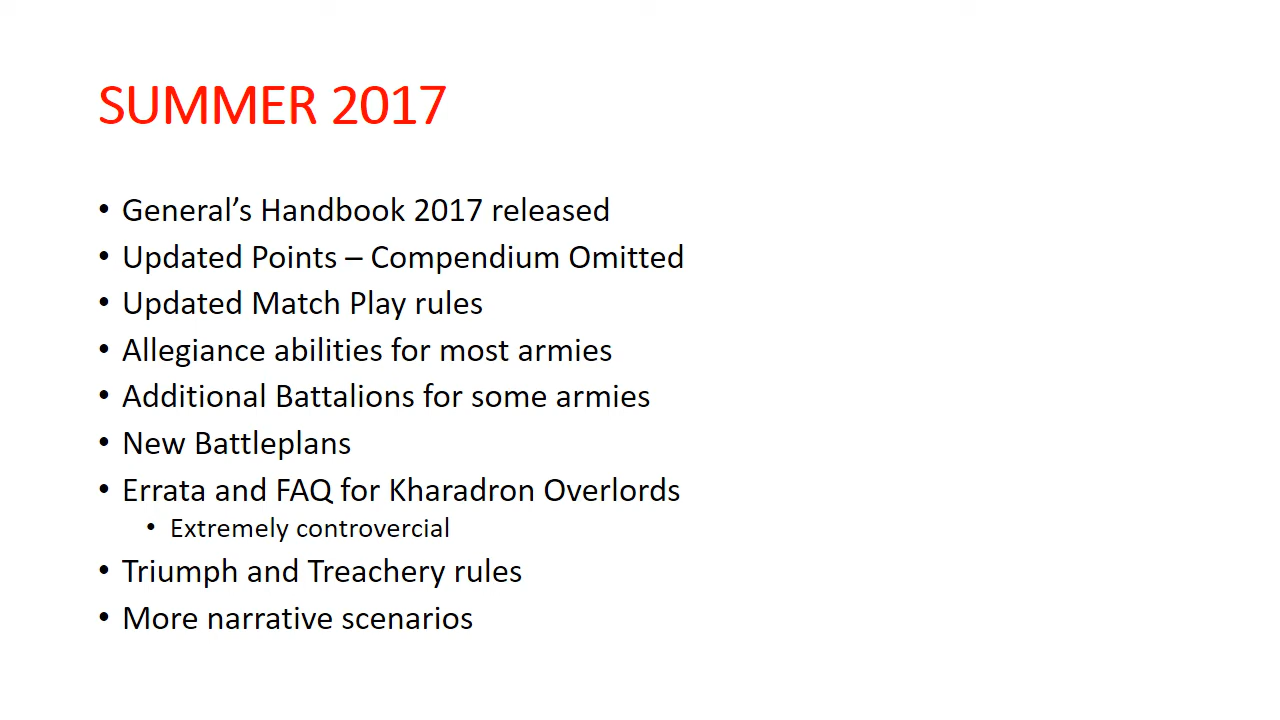 SUMMER 2017
• General’s Handbook 2017 released
• Updated Points – Compendium Omitted
• Updated Match Play rules
• Allegiance abilities for most armies
• Additional Battalions for some armies
• New Battleplans
• Errata and FAQ for Kharadron Overlords
• Extremely controvercial
• Triumph and Treachery rules
• More narrative scenarios